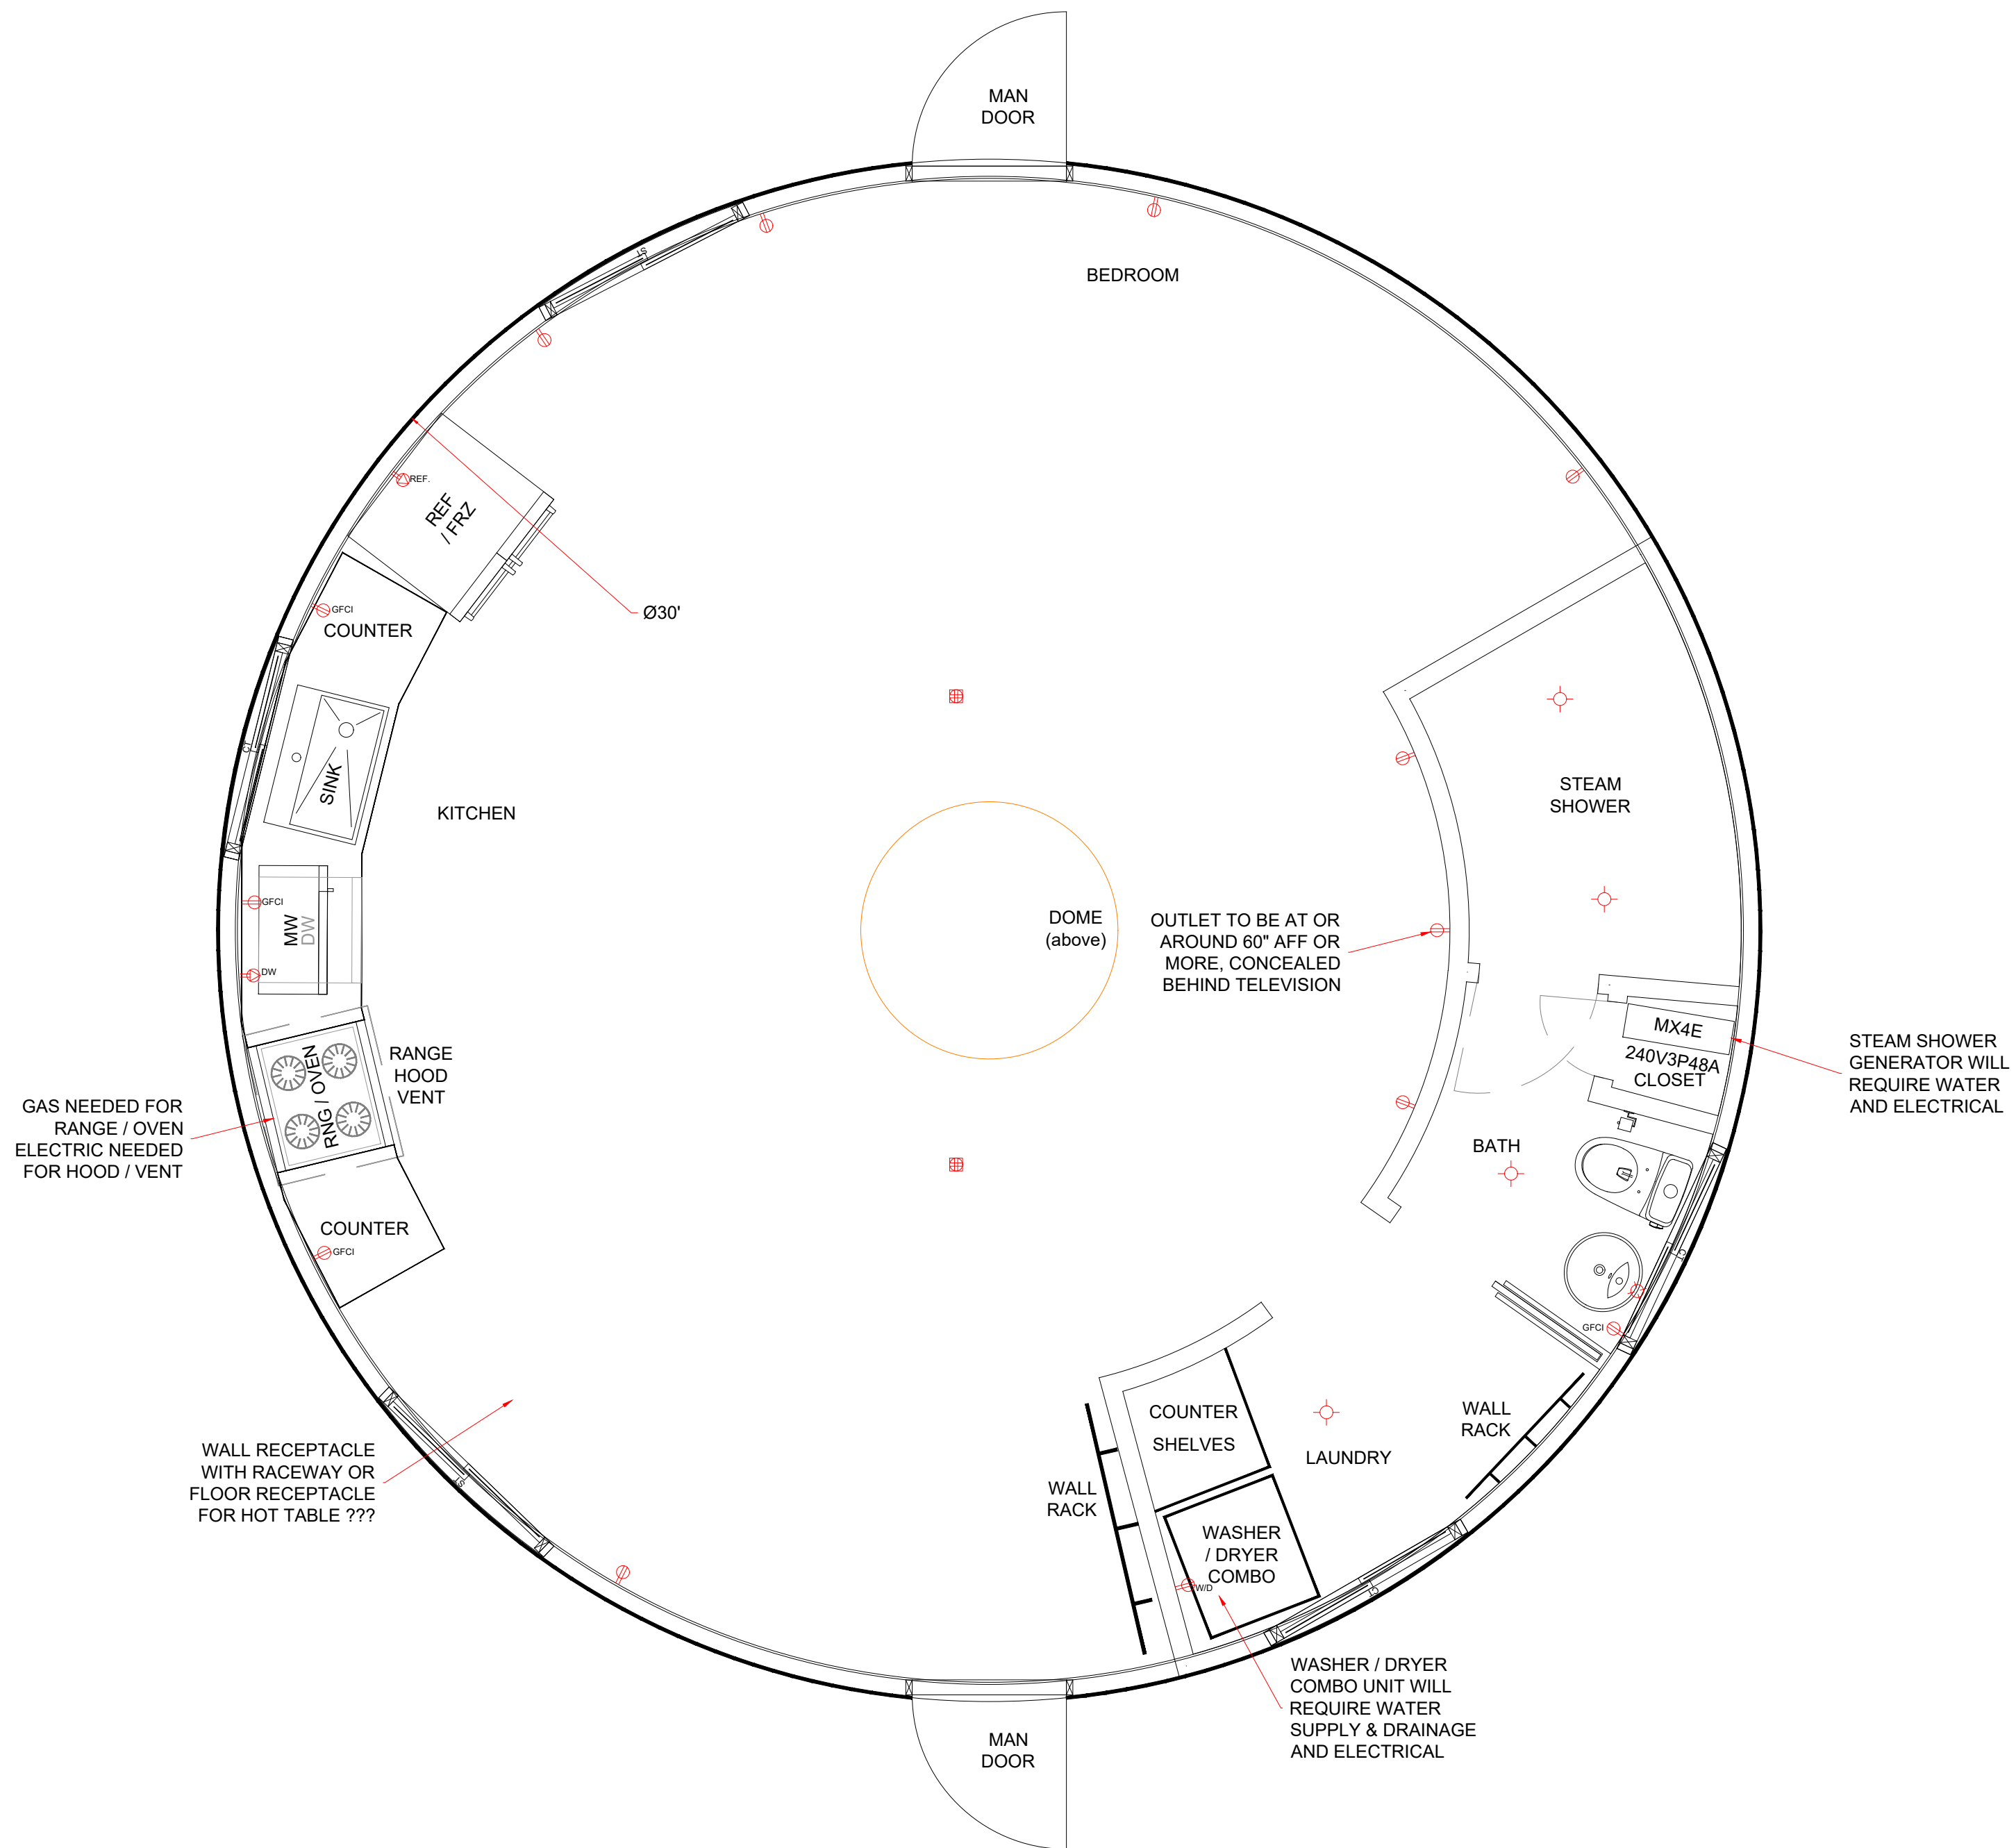 MAN
DOOR
ST
BEDROOM
REF.
REF
/ FRZ
GFCI
COUNTER
Ø30'
SINK
KITCHEN
STEAM
SHOWER
GFCI
MW
DW
DW
DOME
(above)
OUTLET TO BE AT OR
AROUND 60" AFF OR
MORE, CONCEALED
BEHIND TELEVISION
MX4E
240V3P48A
CLOSET
STEAM SHOWER
GENERATOR WILL
REQUIRE WATER
AND ELECTRICAL
RNG / OVEN
RANGE
HOOD
VENT
GAS NEEDED FOR
RANGE / OVEN
ELECTRIC NEEDED
FOR HOOD / VENT
BATH
COUNTER
GFCI
GFCI
WALL RECEPTACLE
WITH RACEWAY OR
FLOOR RECEPTACLE
FOR HOT TABLE ???
ST
COUNTER
SHELVES
WALL
RACK
LAUNDRY
WALL
RACK
WASHER
/ DRYER
COMBO
W/D
WASHER / DRYER
COMBO UNIT WILL
REQUIRE WATER
SUPPLY & DRAINAGE
AND ELECTRICAL
MAN
DOOR